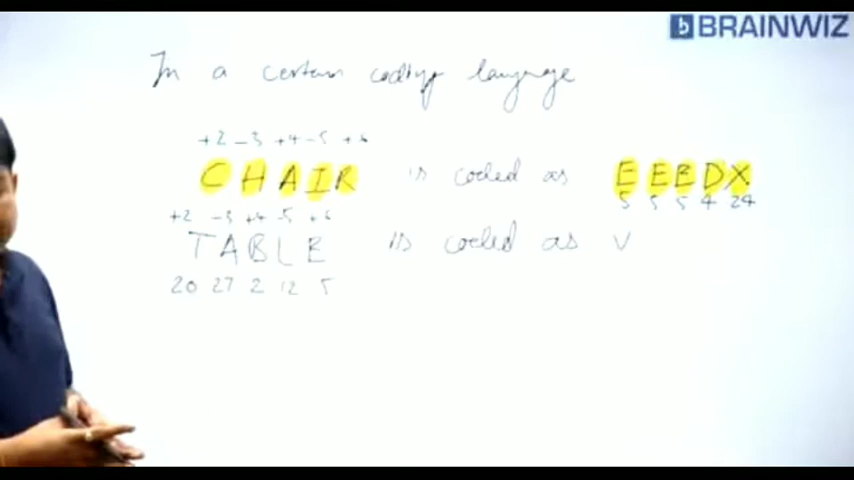 BRAINWIZ
In a certain coding language
+2 -3 +4 -5 +6
CHAIR is coded as EEEDX
5 5 5 4 24
+2 -3 +4 -5 +6
TABLE is coded as V
20 27 2 12 5